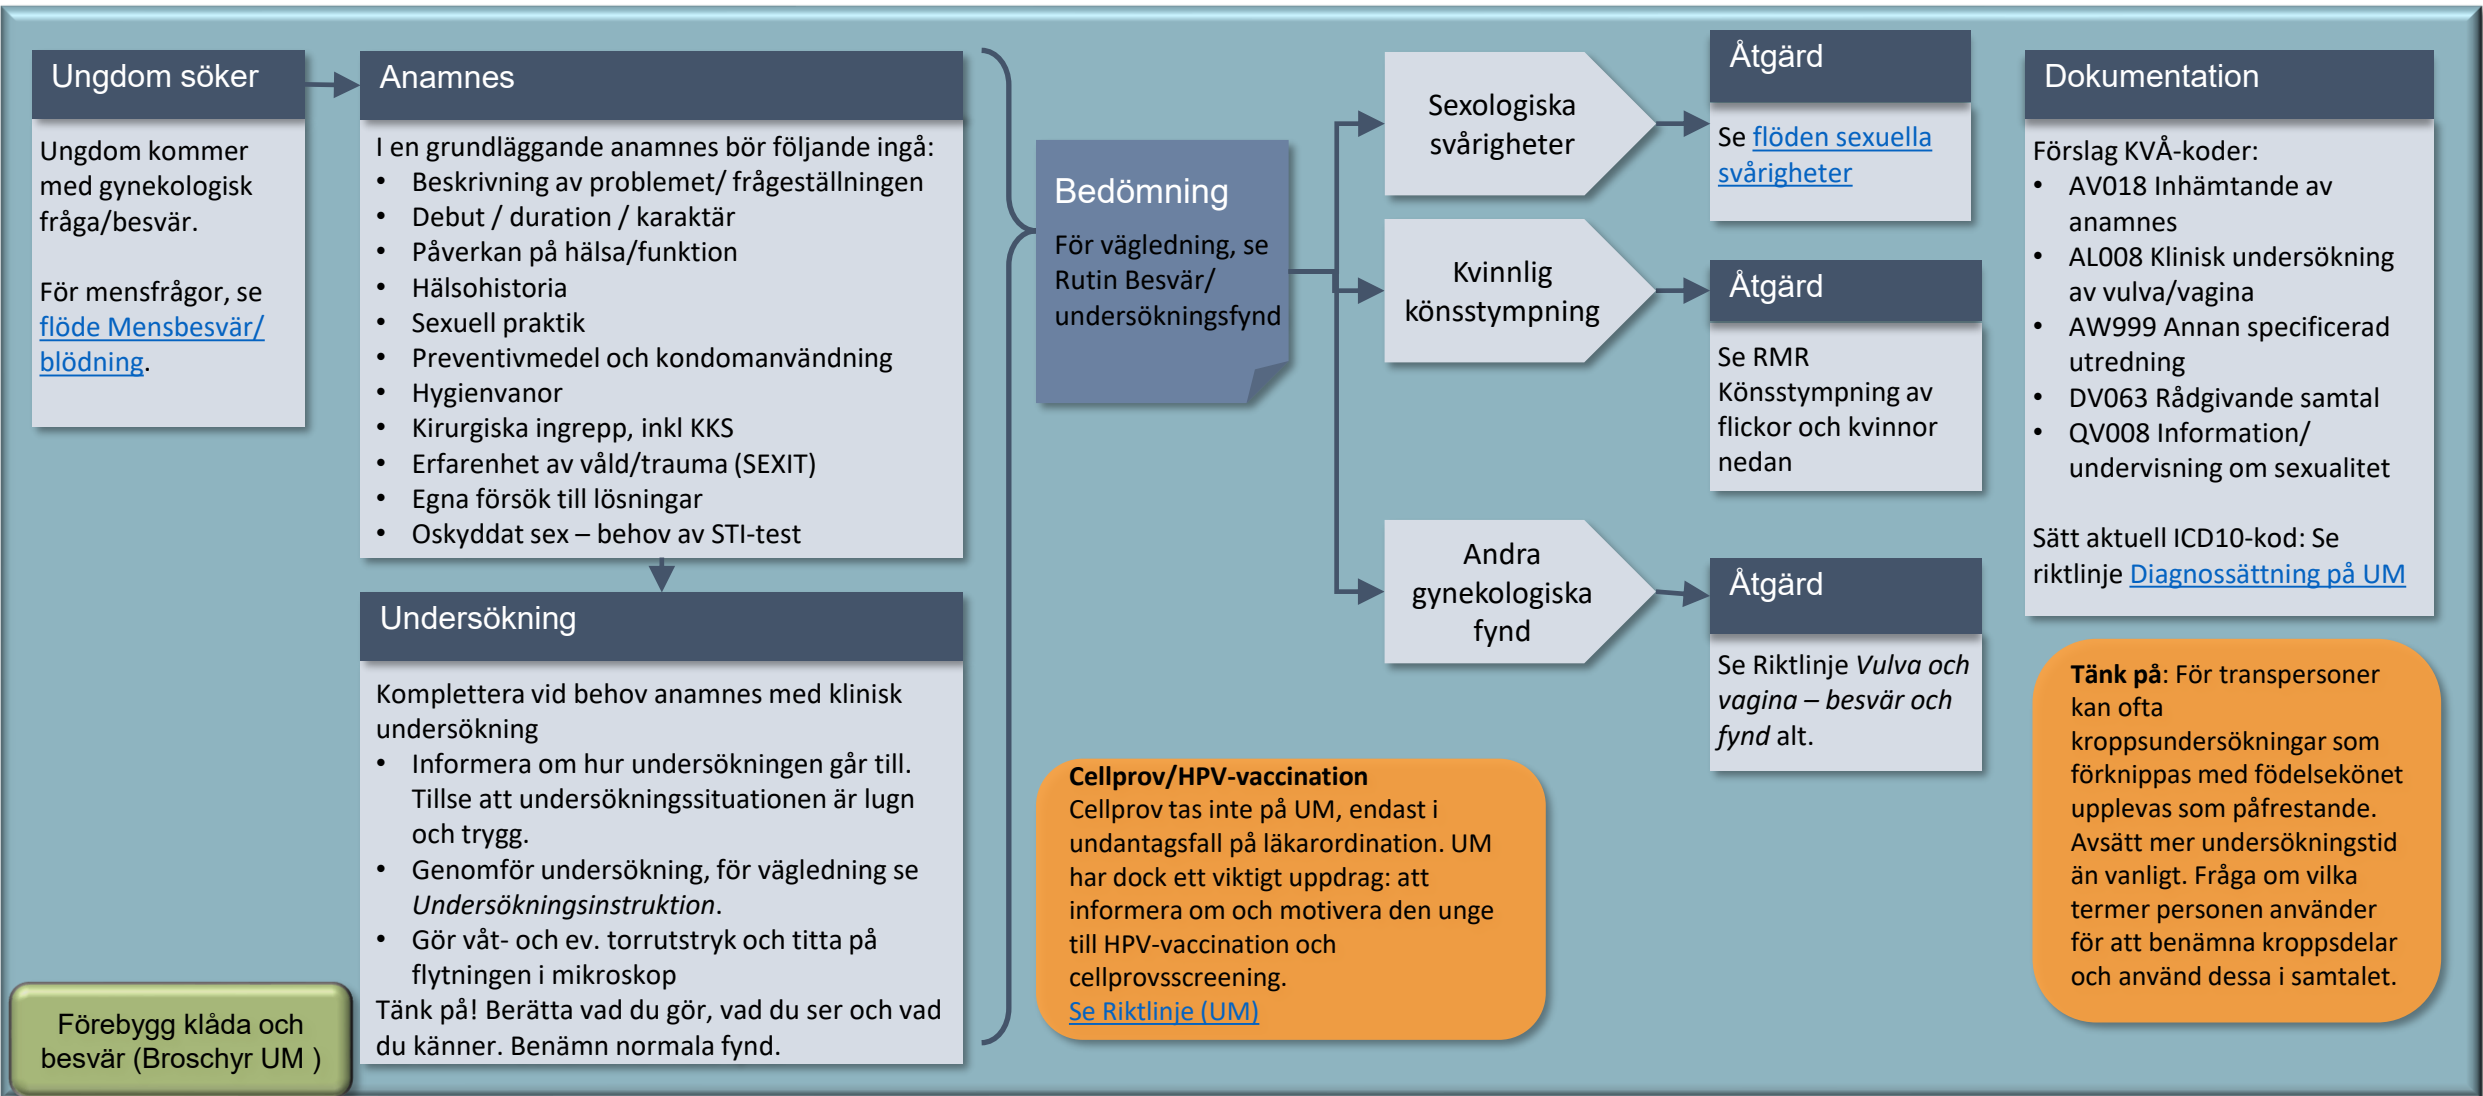 Ungdom söker
Ungdom kommer
med gynekologisk
fråga/besvär.
För mensfrågor, se
flöde Mensbesvär/
blödning.
Anamnes
I en grundläggande anamnes bör följande ingå:
• Beskrivning av problemet/ frågeställningen
• Debut / duration / karaktär
• Påverkan på hälsa/funktion
• Hälsohistoria
• Sexuell praktik
• Preventivmedel och kondomanvändning
• Hygienvanor
• Kirurgiska ingrepp, inkl KKS
• Erfarenhet av våld/trauma (SEXIT)
• Egna försök till lösningar
• Oskyddat sex – behov av STI-test
Undersökning
Komplettera vid behov anamnes med klinisk
undersökning
• Informera om hur undersökningen går till.
Tillse att undersökningssituationen är lugn
och trygg.
• Genomför undersökning, för vägledning se
Undersökningsinstruktion.
• Gör våt- och ev. torrutstryk och titta på
flytningen i mikroskop
Tänk på! Berätta vad du gör, vad du ser och vad
du känner. Benämn normala fynd.
Förebygg klåda och
besvär (Broschyr UM )
Bedömning
För vägledning, se
Rutin Besvär/
undersökningsfynd
Sexologiska
svårigheter
Åtgärd
Se flöden sexuella
svårigheter
Kvinnlig
könsstympning
Åtgärd
Se RMR
Könsstympning av
flickor och kvinnor
nedan
Andra
gynekologiska
fynd
Åtgärd
Se Riktlinje Vulva och
vagina – besvär och
fynd alt.
Cellprov/HPV-vaccination
Cellprov tas inte på UM, endast i
undantagsfall på läkarordination. UM
har dock ett viktigt uppdrag: att
informera om och motivera den unge
till HPV-vaccination och
cellprovsscreening.
Se Riktlinje (UM)
Dokumentation
Förslag KVÅ-koder:
• AV018 Inhämtande av
anamnes
• AL008 Klinisk undersökning
av vulva/vagina
• AW999 Annan specificerad
utredning
• DV063 Rådgivande samtal
• QV008 Information/
undervisning om sexualitet
Sätt aktuell ICD10-kod: Se
riktlinje Diagnossättning på UM
Tänk på: För transpersoner
kan ofta
kroppsundersökningar som
förknippas med födelsekönet
upplevas som påfrestande.
Avsätt mer undersökningstid
än vanligt. Fråga om vilka
termer personen använder
för att benämna kroppsdelar
och använd dessa i samtalet.